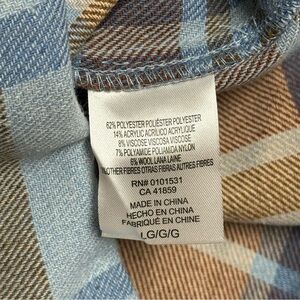 62% POLYESTER POLIÉSTER POLYESTER
14% ACRYLIC ACRÍLICO ACRYLIQUE
8% VISCOSE VISCOSA VISCOSE
7% POLYAMIDE POLIAMIDA NYLON
6% WOOL LANA LAINE
OTHER FIBRES OTRAS FIBRAS AUTRES FIBRES
RN# 0101531
CA 41859
MADE IN CHINA
HECHO EN CHINA
FABRIQUÉ EN CHINE
LG/G/G